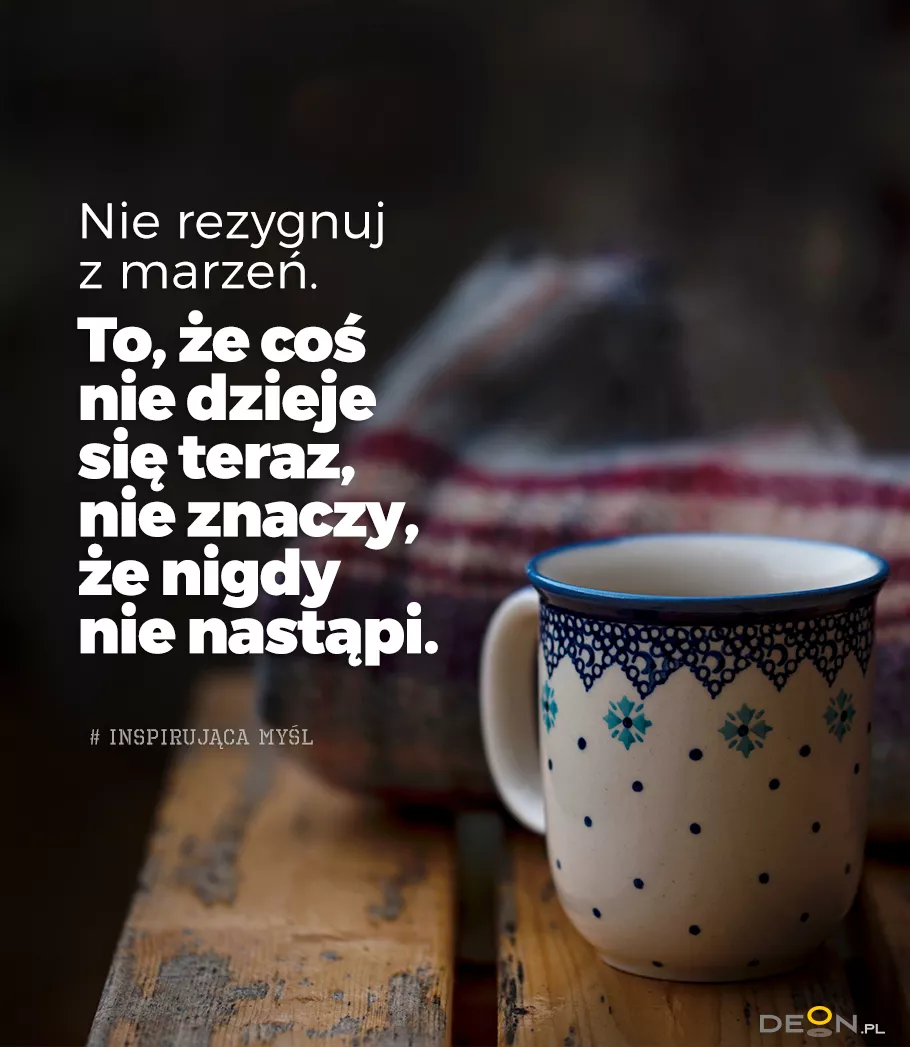 Nie rezygnuj
z marzeń.
To, że coś
nie dzieje
się teraz,
nie znaczy,
że nigdy
nie nastąpi.
# INSPIRUJĄCA MYŚL
DEON.PL